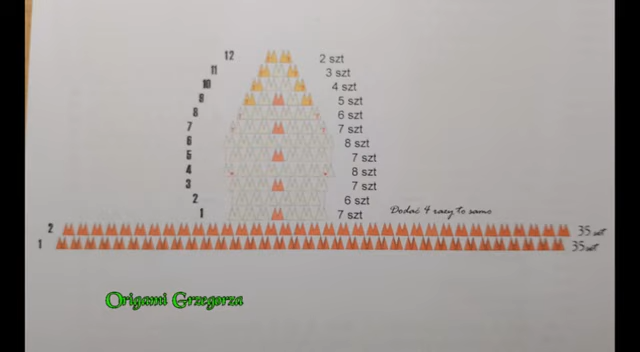 12 2 szt
11 3 szt
10 4 szt
9 5 szt
8 6 szt
7 7 szt
6 8 szt
5 7 szt
4 8 szt
3 7 szt
2 6 szt
1 7 szt Dodać 4 razy to samo
2 35 szt
1 35 szt
Origami Grzegorza